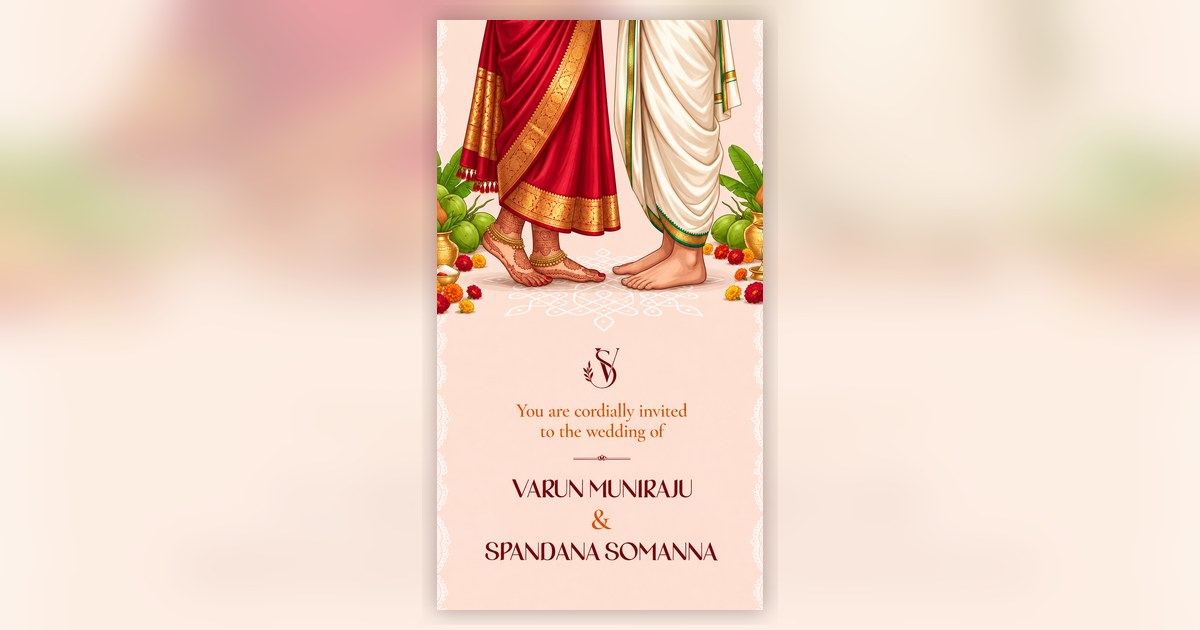 SV
You are cordially invited
to the wedding of
VARUN MUNIRAJU
&
SPANDANA SOMANNA